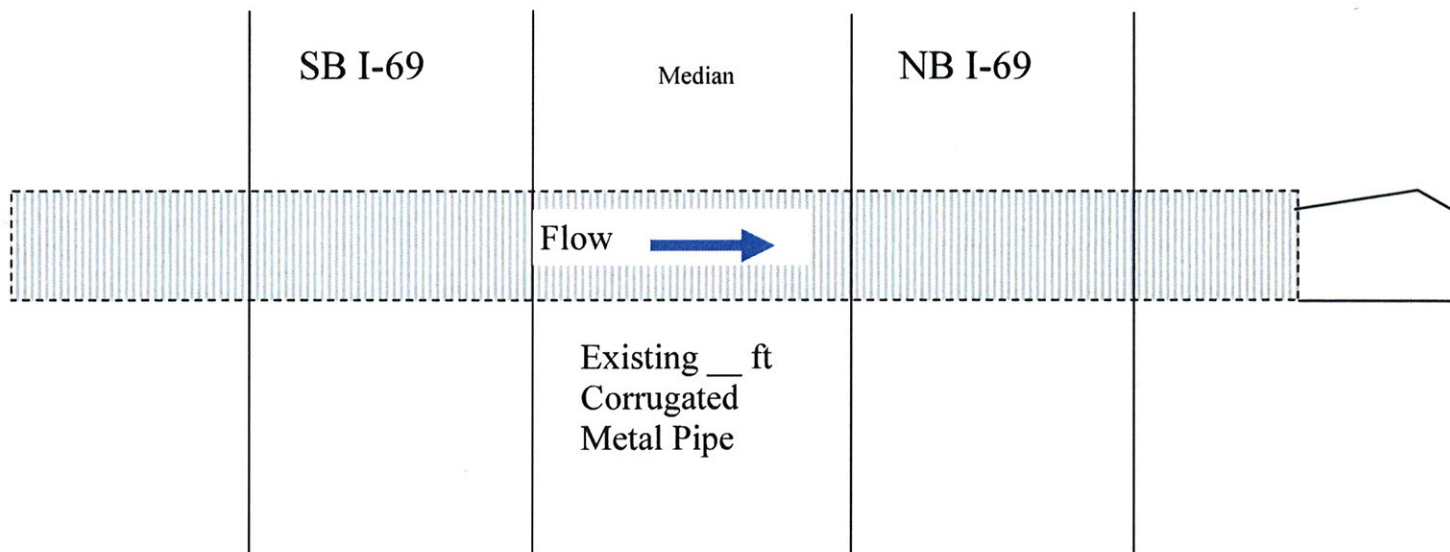 SB I-69
Median
NB I-69
Flow
Existing __ ft
Corrugated
Metal Pipe